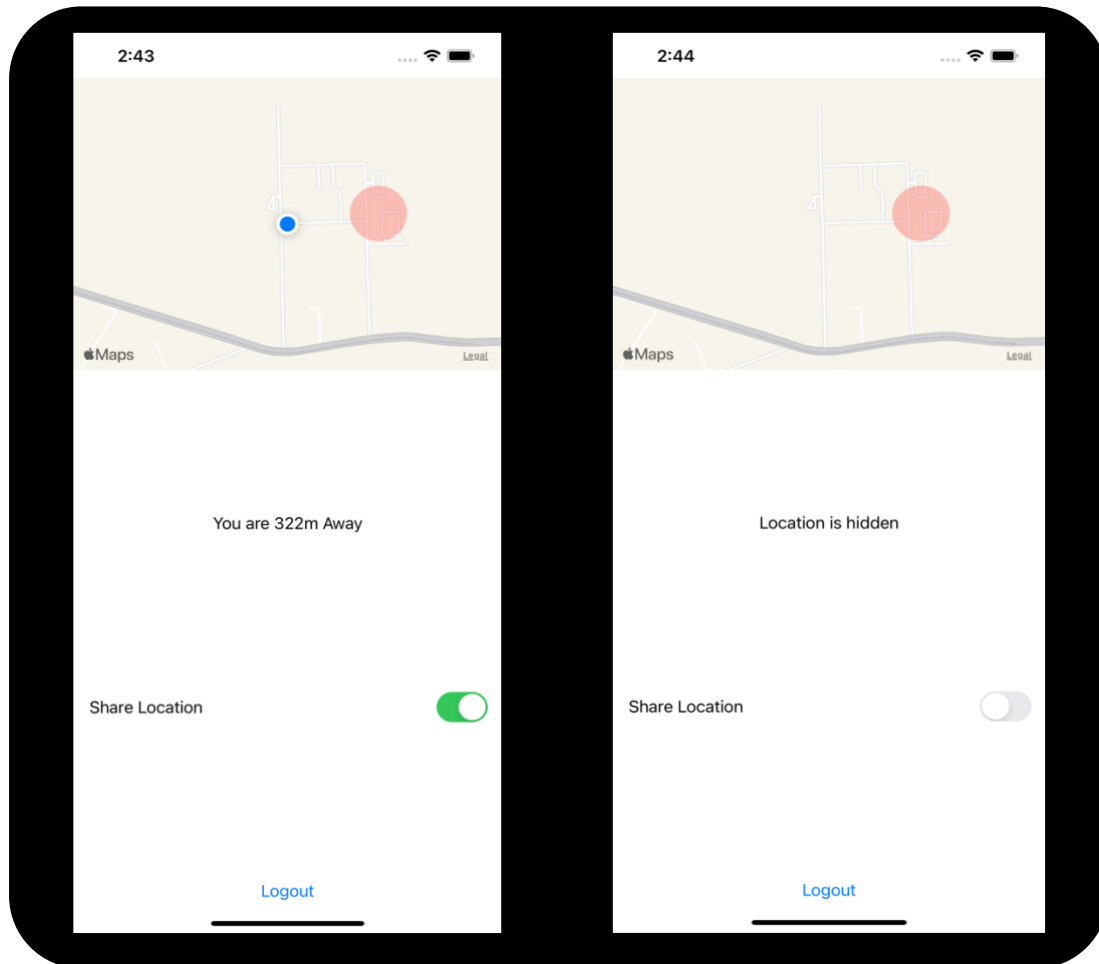 2:43
Maps
Legal
You are 322m Away
Share Location
Logout
2:44
Maps
Legal
Location is hidden
Share Location
Logout